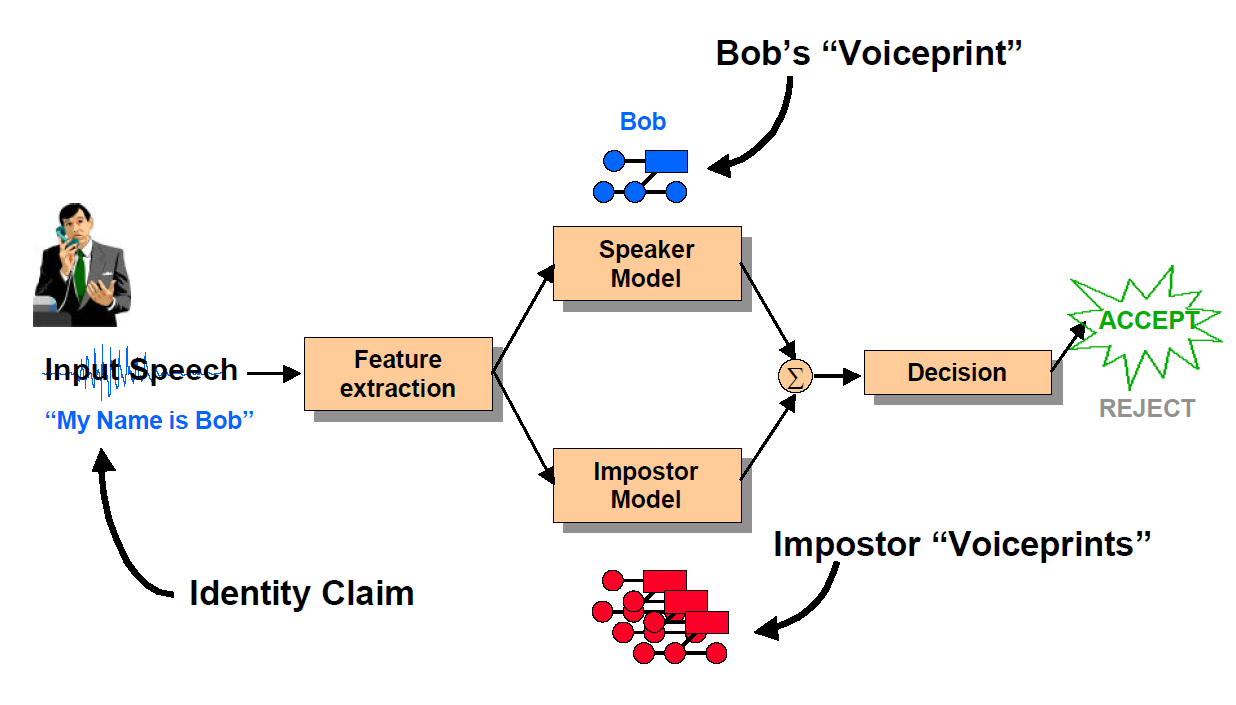 Bob’s “Voiceprint”
Bob
Speaker
Model
Input Speech
“My Name is Bob”
Feature
extraction
∑
Decision
ACCEPT
REJECT
Impostor
Model
Impostor “Voiceprints”
Identity Claim